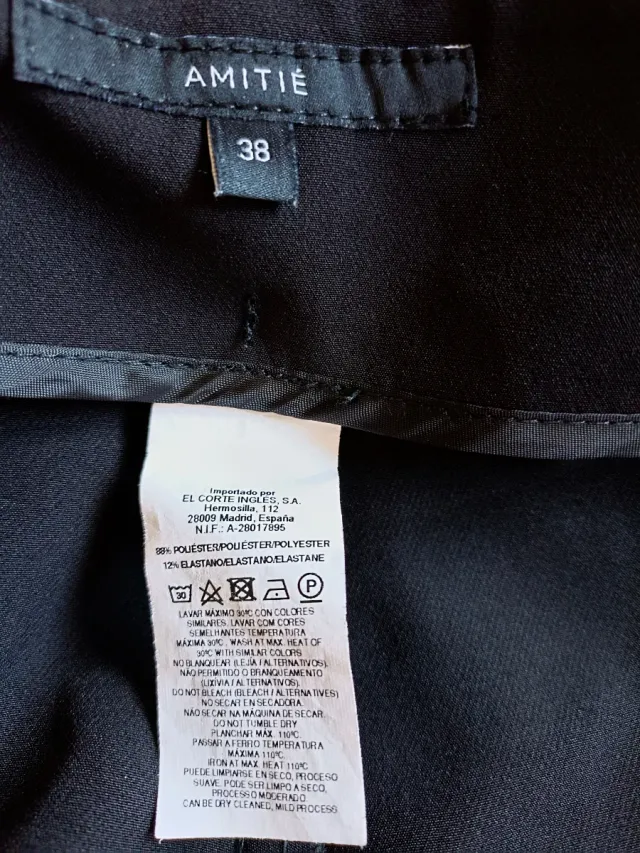 AMITIÉ
38
Importado por
EL CORTE INGLES, S.A.
Hermosilla, 112
28009 Madrid, España
N.I.F.: A-28017895
88% POLIÉSTER/POLIÉSTER/POLYESTER
12% ELASTANO/ELASTANO/ELASTANE
30 P
LAVAR MÁXIMO 30ºC CON COLORES
SIMILARES. LAVAR COM CORES
SEMELHANTES TEMPERATURA
MÁXIMA 30ºC. WASH AT MAX. HEAT OF
30ºC WITH SIMILAR COLORS
NO BLANQUEAR (LEJÍA / ALTERNATIVOS).
NÃO PERMITIDO O BRANQUEAMENTO
(LIXÍVIA / ALTERNATIVOS).
DO NOT BLEACH (BLEACH / ALTERNATIVES)
NO SECAR EN SECADORA.
NÃO SECAR NA MÁQUINA DE SECAR.
DO NOT TUMBLE DRY
PLANCHAR MÁX. 110ºC.
PASSAR A FERRO TEMPERATURA
MÁXIMA 110ºC.
IRON AT MAX. HEAT 110ºC
PUEDE LIMPIARSE EN SECO, PROCESO
SUAVE. PODE SER LIMPO A SECO,
PROCESSO MODERADO.
CAN BE DRY CLEANED, MILD PROCESS